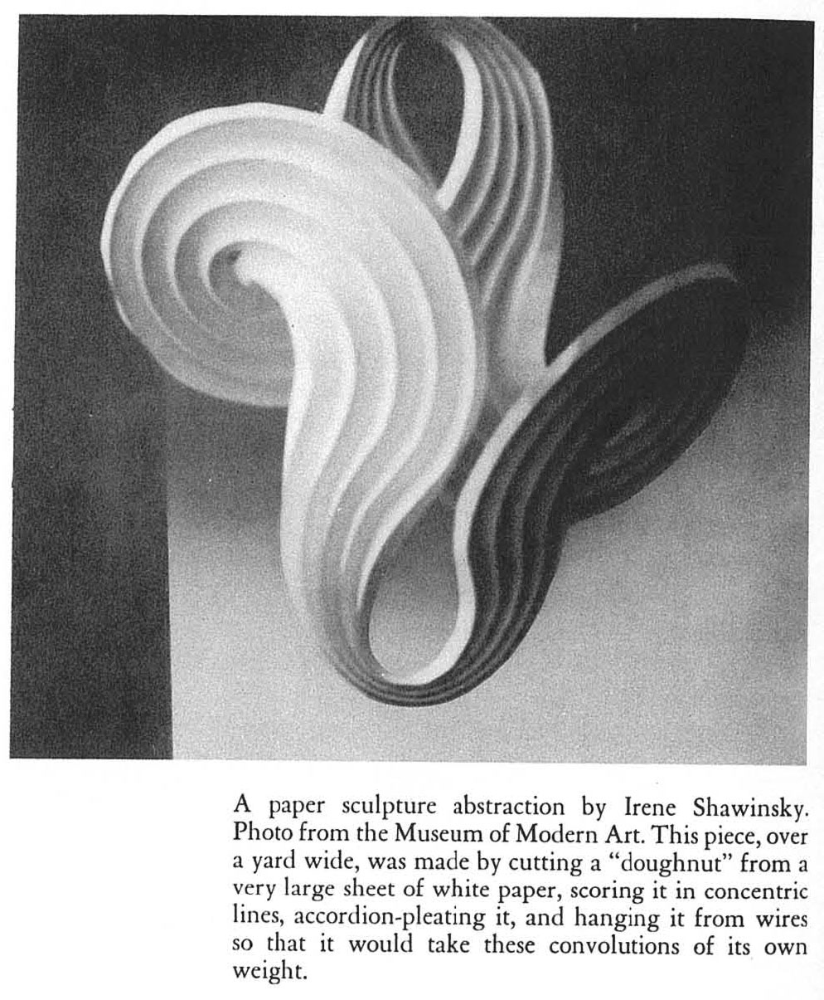 A paper sculpture abstraction by Irene Shawinsky.
Photo from the Museum of Modern Art. This piece, over
a yard wide, was made by cutting a “doughnut” from a
very large sheet of white paper, scoring it in concentric
lines, accordion-pleating it, and hanging it from wires
so that it would take these convolutions of its own
weight.